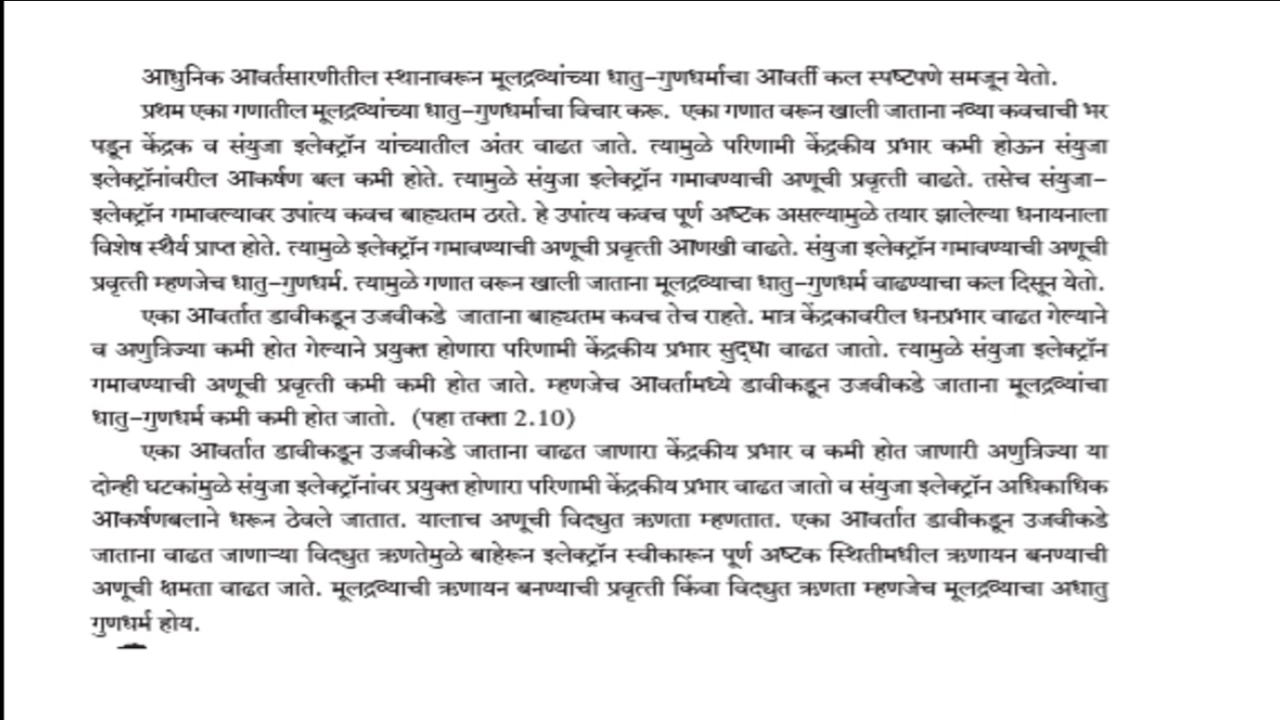 आधुनिक आवर्तसारणीतील स्थानावरून मूलद्रव्यांच्या धातु-गुणधर्माचा आवर्ती कल स्पष्टपणे समजून येतो.
प्रथम एका गणातील मूलद्रव्यांच्या धातु-गुणधर्माचा विचार करू. एका गणात वरून खाली जाताना नव्या कवचाची भर
पडून केंद्रक व संयुजा इलेक्ट्रॉन यांच्यातील अंतर वाढत जाते. त्यामुळे परिणामी केंद्रकीय प्रभार कमी होऊन संयुजा
इलेक्ट्रॉनांवरील आकर्षण बल कमी होते. त्यामुळे संयुजा इलेक्ट्रॉन गमावण्याची अणूची प्रवृत्ती वाढते. तसेच संयुजा-
इलेक्ट्रॉन गमावल्यावर उपांत्य कवच बाह्यतम ठरते. हे उपांत्य कवच पूर्ण अष्टक असल्यामुळे तयार झालेल्या धनायनाला
विशेष स्थैर्य प्राप्त होते. त्यामुळे इलेक्ट्रॉन गमावण्याची अणूची प्रवृत्ती आणखी वाढते. संयुजा इलेक्ट्रॉन गमावण्याची अणूची
प्रवृत्ती म्हणजेच धातु-गुणधर्म. त्यामुळे गणात वरून खाली जाताना मूलद्रव्याचा धातु-गुणधर्म वाढण्याचा कल दिसून येतो.
एका आवर्तात डावीकडून उजवीकडे जाताना बाह्यतम कवच तेच राहते. मात्र केंद्रकावरील धनप्रभार वाढत गेल्याने
व अणुत्रिज्या कमी होत गेल्याने प्रयुक्त होणारा परिणामी केंद्रकीय प्रभार सुद्धा वाढत जातो. त्यामुळे संयुजा इलेक्ट्रॉन
गमावण्याची अणूची प्रवृत्ती कमी कमी होत जाते. म्हणजेच आवर्तामध्ये डावीकडून उजवीकडे जाताना मूलद्रव्यांचा
धातु-गुणधर्म कमी कमी होत जातो. (पहा तक्ता 2.10)
एका आवर्तात डावीकडून उजवीकडे जाताना वाढत जाणारा केंद्रकीय प्रभार व कमी होत जाणारी अणुत्रिज्या या
दोन्ही घटकांमुळे संयुजा इलेक्ट्रॉनांवर प्रयुक्त होणारा परिणामी केंद्रकीय प्रभार वाढत जातो व संयुजा इलेक्ट्रॉन अधिकाधिक
आकर्षणबलाने धरून ठेवले जातात. यालाच अणूची विद्युत ऋणता म्हणतात. एका आवर्तात डावीकडून उजवीकडे
जाताना वाढत जाणाऱ्या विद्युत ऋणतेमुळे बाहेरून इलेक्ट्रॉन स्वीकारून पूर्ण अष्टक स्थितीमधील ऋणायन बनण्याची
अणूची क्षमता वाढत जाते. मूलद्रव्याची ऋणायन बनण्याची प्रवृत्ती किंवा विद्युत ऋणता म्हणजेच मूलद्रव्याचा अधातु
गुणधर्म होय.